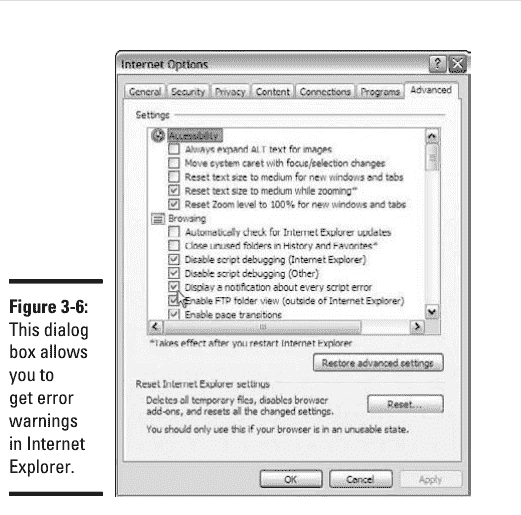 Internet Options
General Security Privacy Content Connections Programs Advanced
Settings
Accessibility
Always expand ALT text for images
Move system caret with focus/selection changes
Reset text size to medium for new windows and tabs
Reset text size to medium while zooming*
Reset Zoom level to 100% for new windows and tabs
Browsing
Automatically check for Internet Explorer updates
Close unused folders in History and Favorites*
Disable script debugging (Internet Explorer)
Disable script debugging (Other)
Display a notification about every script error
Enable FTP folder view (outside of Internet Explorer)
Enable page transitions
*Takes effect after you restart Internet Explorer
Restore advanced settings
Reset Internet Explorer settings
Deletes all temporary files, disables browser
add-ons, and resets all the changed settings.
Reset...
You should only use this if your browser is in an unusable state.
OK Cancel Apply
Figure 3-6:
This dialog
box allows
you to
get error
warnings
in Internet
Explorer.